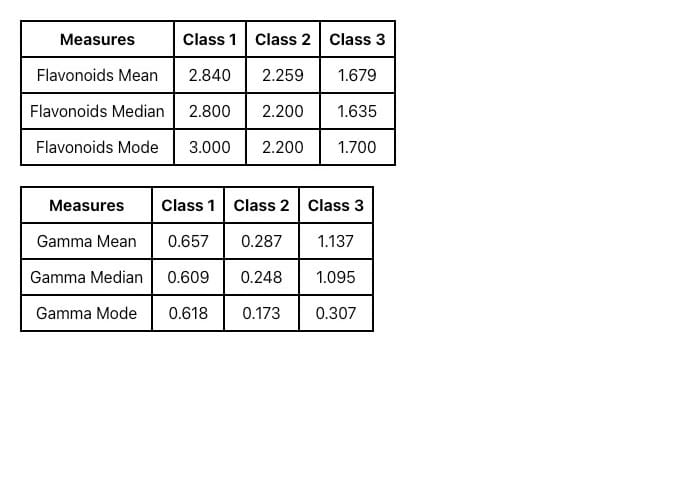 Measures Class 1 Class 2 Class 3
Flavonoids Mean 2.840 2.259 1.679
Flavonoids Median 2.800 2.200 1.635
Flavonoids Mode 3.000 2.200 1.700
Measures Class 1 Class 2 Class 3
Gamma Mean 0.657 0.287 1.137
Gamma Median 0.609 0.248 1.095
Gamma Mode 0.618 0.173 0.307